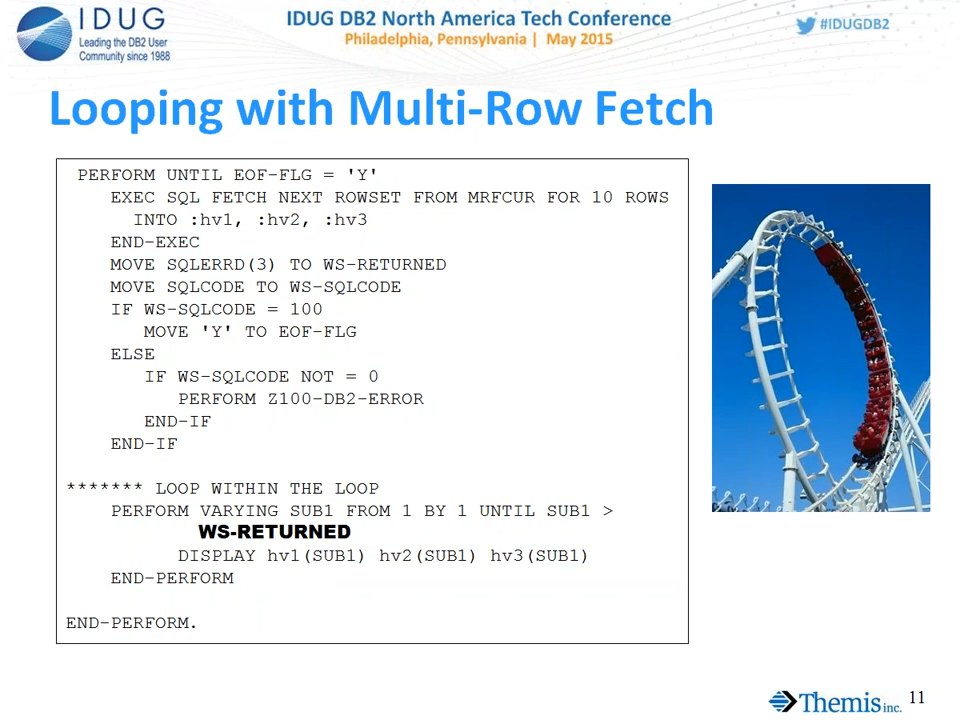 IDUG
Leading the DB2 User
Community since 1988
IDUG DB2 North America Tech Conference
Philadelphia, Pennsylvania | May 2015
#IDUGDB2
Looping with Multi-Row Fetch
PERFORM UNTIL EOF-FLG = 'Y'
EXEC SQL FETCH NEXT ROWSET FROM MRFCUR FOR 10 ROWS
INTO :hv1, :hv2, :hv3
END-EXEC
MOVE SQLERRD(3) TO WS-RETURNED
MOVE SQLCODE TO WS-SQLCODE
IF WS-SQLCODE = 100
MOVE 'Y' TO EOF-FLG
ELSE
IF WS-SQLCODE NOT = 0
PERFORM Z100-DB2-ERROR
END-IF
END-IF
******* LOOP WITHIN THE LOOP
PERFORM VARYING SUB1 FROM 1 BY 1 UNTIL SUB1 >
WS-RETURNED
DISPLAY hv1(SUB1) hv2(SUB1) hv3(SUB1)
END-PERFORM
END-PERFORM.
Themis inc.
11